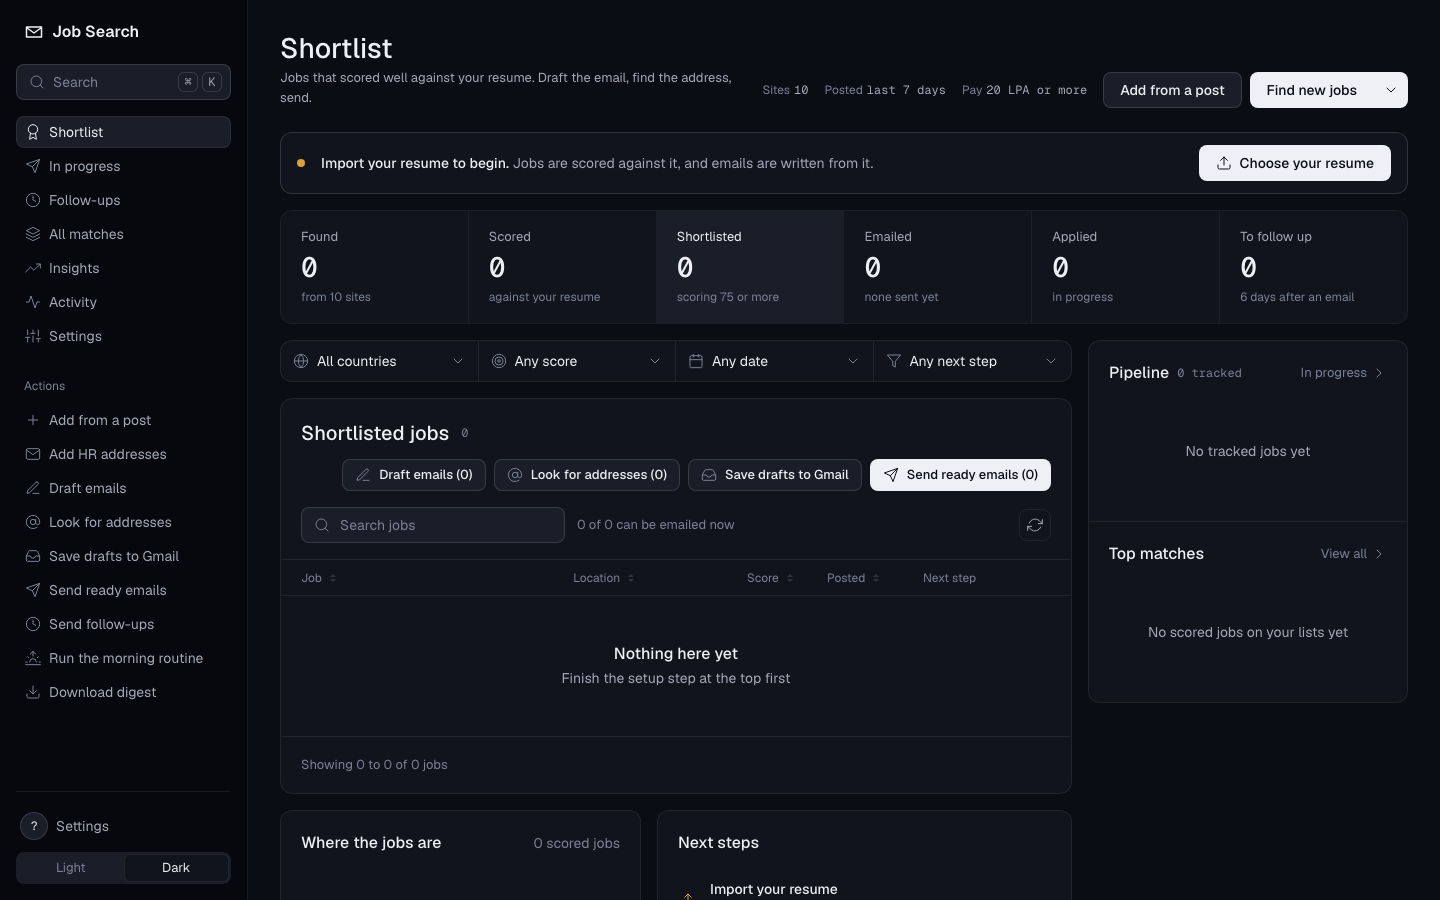 Job Search
Search ⌘ K
Shortlist
In progress
Follow-ups
All matches
Insights
Activity
Settings
Actions
Add from a post
Add HR addresses
Draft emails
Look for addresses
Save drafts to Gmail
Send ready emails
Send follow-ups
Run the morning routine
Download digest
? Settings
Light Dark
Shortlist
Jobs that scored well against your resume. Draft the email, find the address,
send.
Sites 10 Posted last 7 days Pay 20 LPA or more
Add from a post
Find new jobs
Import your resume to begin. Jobs are scored against it, and emails are written from it.
Choose your resume
Found
0
from 10 sites
Scored
0
against your resume
Shortlisted
0
scoring 75 or more
Emailed
0
none sent yet
Applied
0
in progress
To follow up
0
6 days after an email
All countries
Any score
Any date
Any next step
Shortlisted jobs 0
Draft emails (0)
Look for addresses (0)
Save drafts to Gmail
Send ready emails (0)
Search jobs
0 of 0 can be emailed now
Job Location Score Posted Next step
Nothing here yet
Finish the setup step at the top first
Showing 0 to 0 of 0 jobs
Pipeline 0 tracked In progress
No tracked jobs yet
Top matches View all
No scored jobs on your lists yet
Where the jobs are 0 scored jobs
Next steps
Import your resume